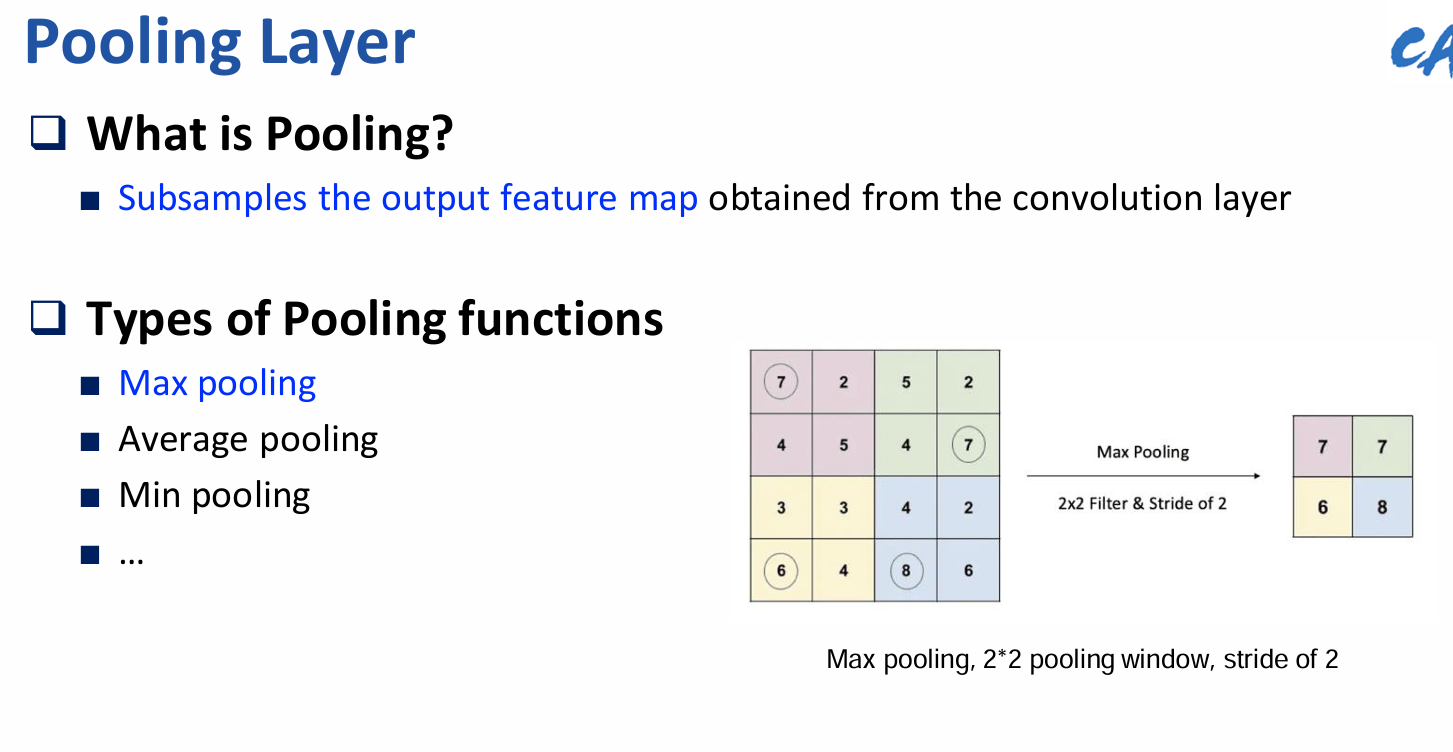 Pooling Layer
What is Pooling?
Subsamples the output feature map obtained from the convolution layer
Types of Pooling functions
Max pooling
Average pooling
Min pooling
...
7 2 5 2
4 5 4 7
3 3 4 2
6 4 8 6
Max Pooling
2x2 Filter & Stride of 2
7 7
6 8
Max pooling, 2*2 pooling window, stride of 2